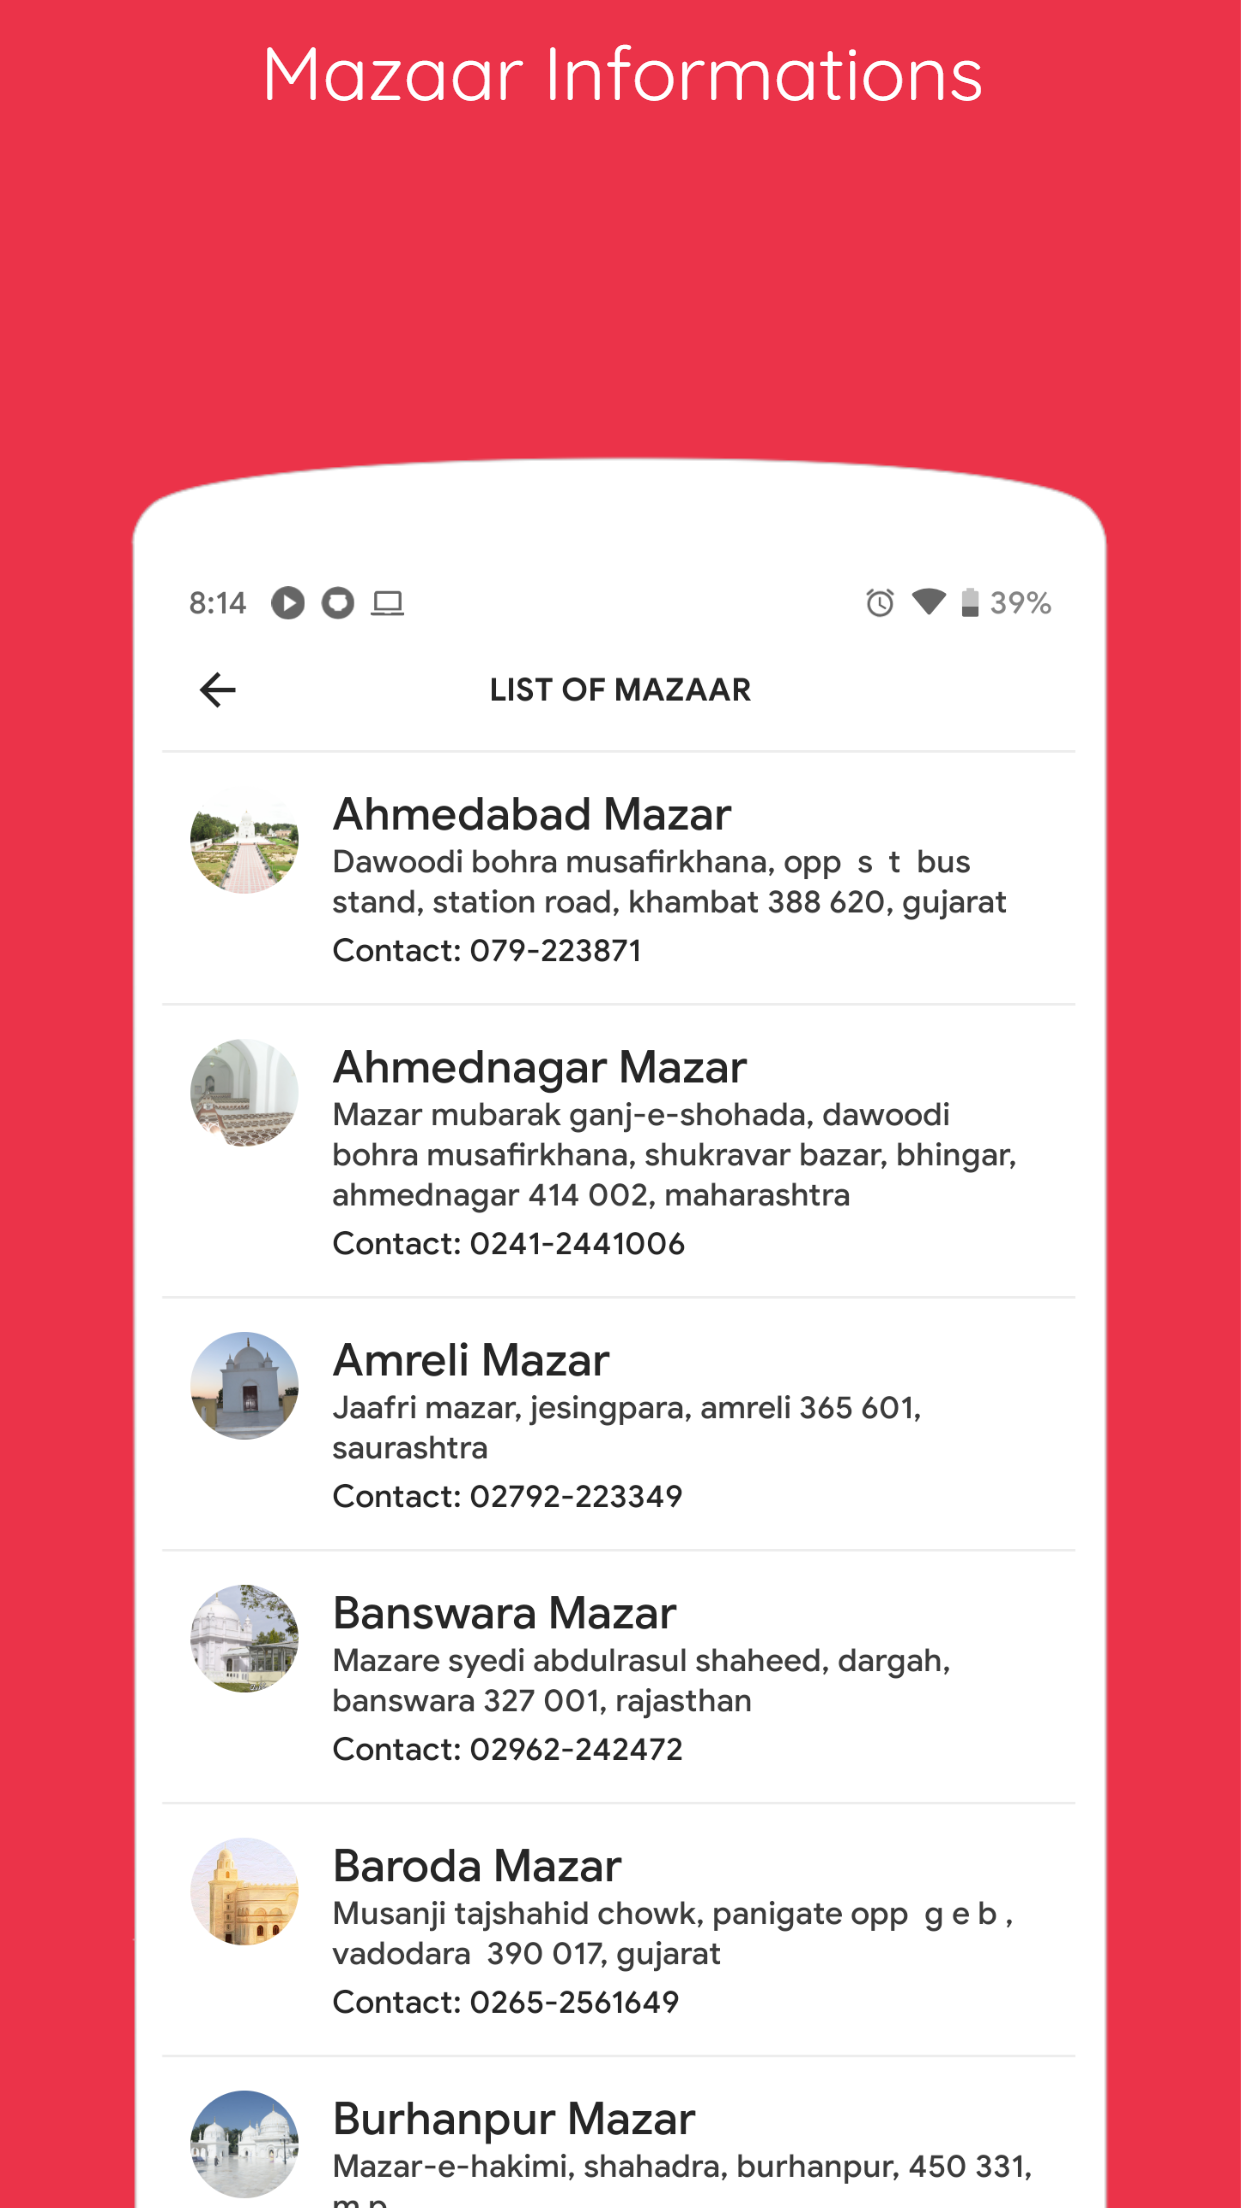 Mazaar Informations
8:14
39%
LIST OF MAZAAR
Ahmedabad Mazar
Dawoodi bohra musafirkhana, opp  s  t  bus
stand, station road, khambat 388 620, gujarat
Contact: 079-223871
Ahmednagar Mazar
Mazar mubarak ganj-e-shohada, dawoodi
bohra musafirkhana, shukravar bazar, bhingar,
ahmednagar 414 002, maharashtra
Contact: 0241-2441006
Amreli Mazar
Jaafri mazar, jesingpara, amreli 365 601,
saurashtra
Contact: 02792-223349
Banswara Mazar
Mazare syedi abdulrasul shaheed, dargah,
banswara 327 001, rajasthan
Contact: 02962-242472
Baroda Mazar
Musanji tajshahid chowk, panigate opp  g e b ,
vadodara  390 017, gujarat
Contact: 0265-2561649
Burhanpur Mazar
Mazar-e-hakimi, shahadra, burhanpur, 450 331,
m p